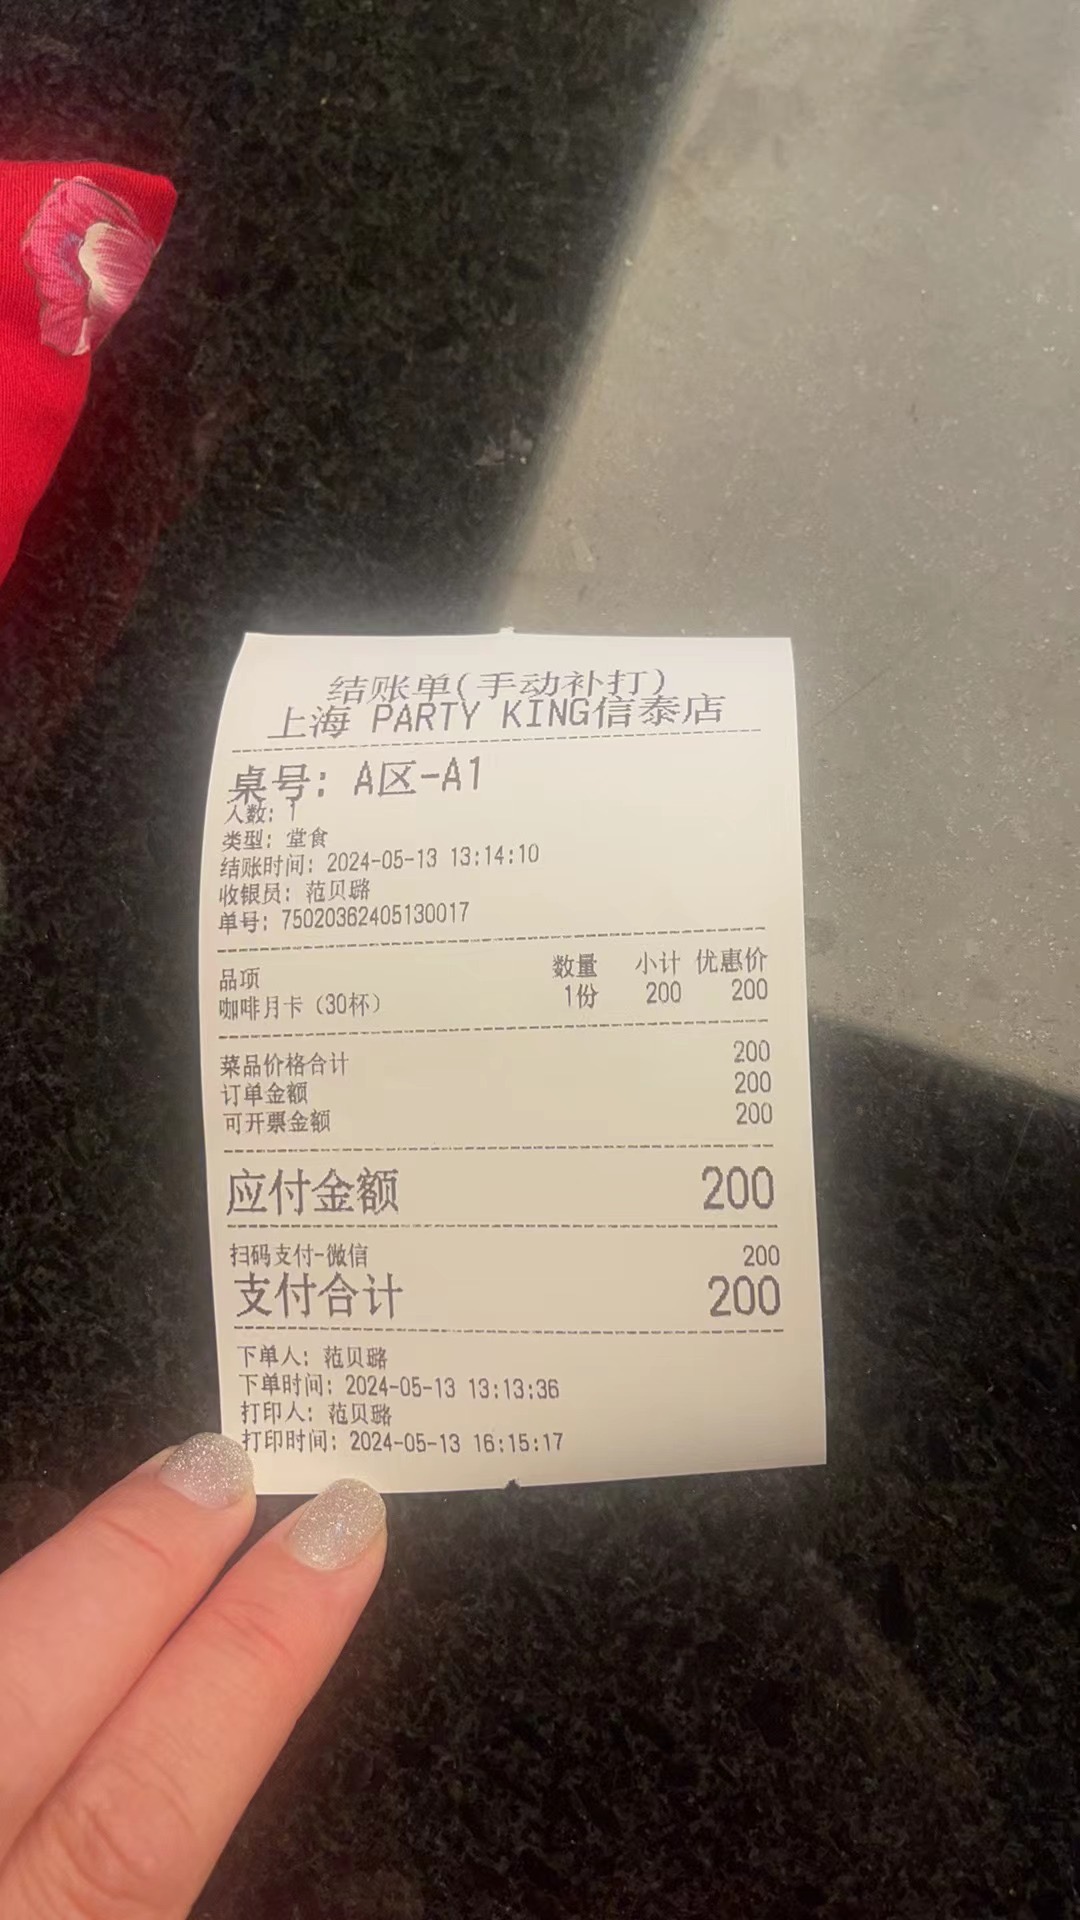 结账单(手动补打)
上海 PARTY KING信泰店
桌号: A区-A1
人数: 1
类型: 堂食
结账时间: 2024-05-13 13:14:10
收银员: 范贝璐
单号: 75020362405130017
品项 数量 小计 优惠价
咖啡月卡（30杯） 1份 200 200
菜品价格合计 200
订单金额 200
可开票金额 200
应付金额 200
扫码支付-微信 200
支付合计 200
下单人: 范贝璐
下单时间: 2024-05-13 13:13:36
打印人: 范贝璐
打印时间: 2024-05-13 16:15:17